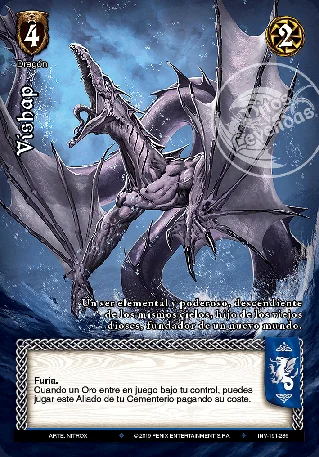 4
2
Dragón
Mitos
Leyendas
Vishap
Un ser elemental y poderoso, descendiente
de los mismos cielos, hijo de los viejos
dioses, fundador de un nuevo mundo.
Furia.
Cuando un Oro entre en juego bajo tu control, puedes
jugar este Aliado de tu Cementerio pagando su coste.
ARTE: NITROX
©2019 FENIX ENTERTAINMENT S.P.A